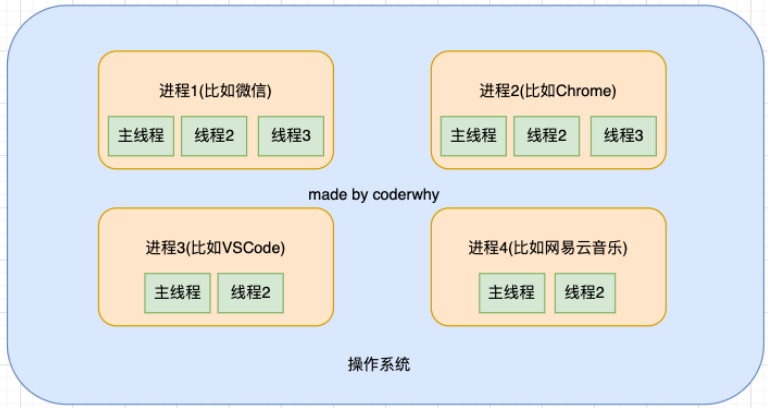 进程1(比如微信)
主线程 线程2 线程3
进程2(比如Chrome)
主线程 线程2 线程3
made by coderwhy
进程3(比如VSCode)
主线程 线程2
进程4(比如网易云音乐)
主线程 线程2
操作系统